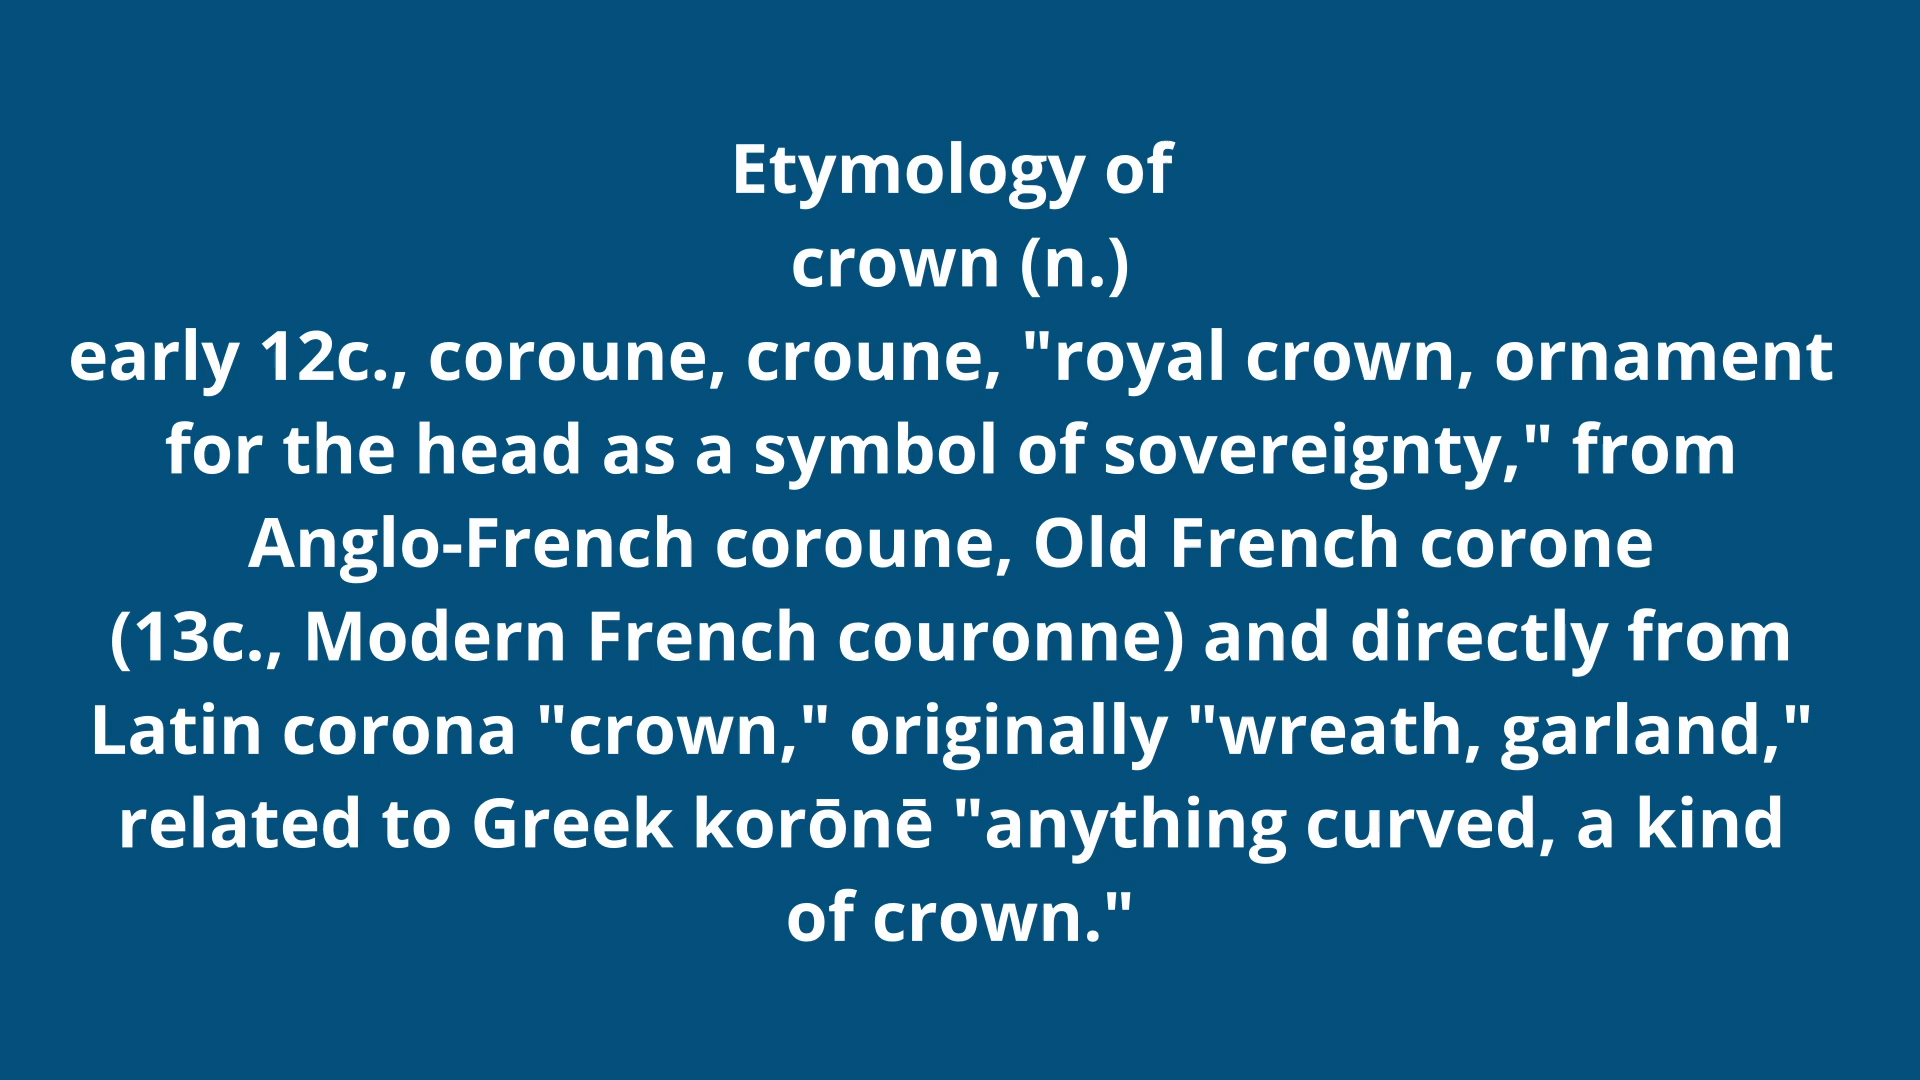 Etymology of
crown (n.)
early 12c., coroune, croune, "royal crown, ornament
for the head as a symbol of sovereignty," from
Anglo-French coroune, Old French corone
(13c., Modern French couronne) and directly from
Latin corona "crown," originally "wreath, garland,"
related to Greek korōnē "anything curved, a kind
of crown."